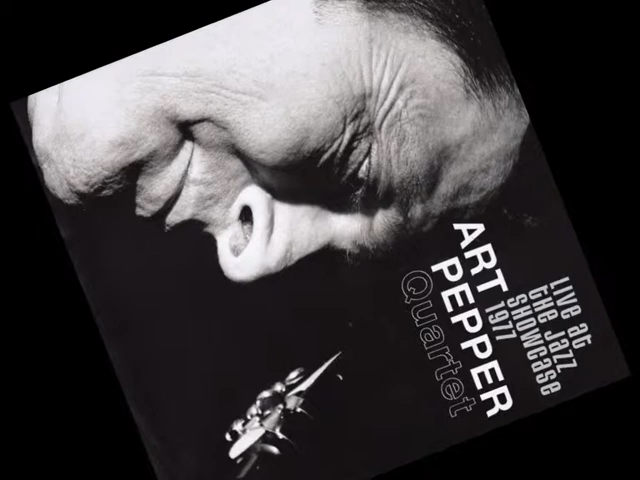 LIVE at
the Jazz
SHOWCase
1977
ART
PEPPER
Quartet